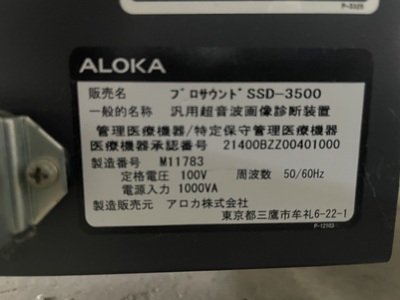 P-3325
ALOKA
販売名 プロサウンド SSD-3500
一般的名称 汎用超音波画像診断装置
管理医療機器/特定保守管理医療機器
医療機器承認番号 21400BZZ00401000
製造番号 M11783
定格電圧 100V 周波数 50/60Hz
電源入力 1000VA
製造販売元 アロカ株式会社
東京都三鷹市牟礼6-22-1
P-12103